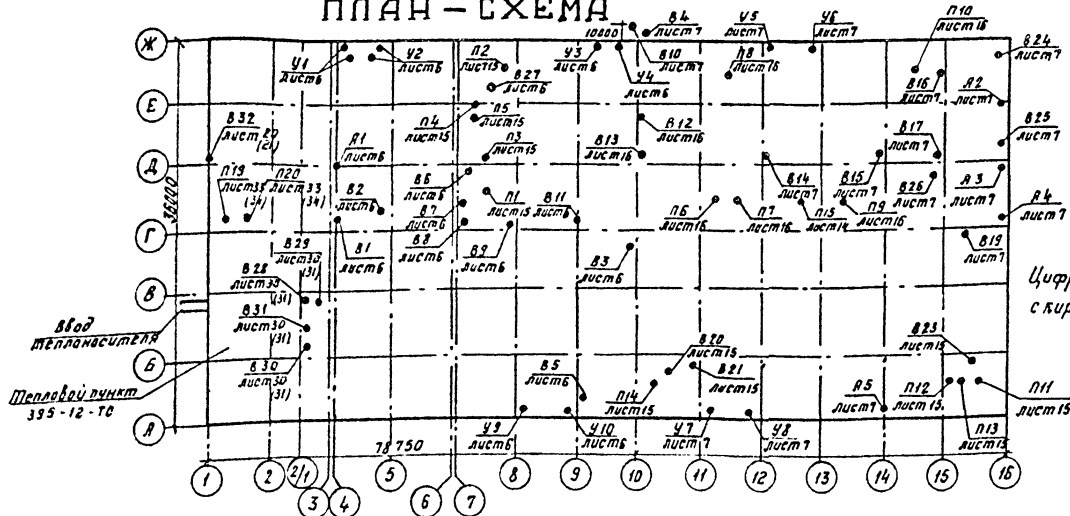 ПЛАН-СХЕМА
Ж
Е
Д
Г
В
Б
А
36000
10800
У1
лист6
У2
лист6
П2
лист15
В27
лист6
У3
лист6
У4
лист6
В4
лист7
В10
лист7
П8
лист16
У5
лист7
У6
лист7
П10
лист16
В16
лист7
В24
лист7
А2
лист7
В32
лист20
(21)
А1
лист6
П4
лист15
П5
лист15
П3
лист15
В13
лист16
В12
лист16
В17
лист7
В25
лист7
П19
лист33
(34)
П20
лист33
(34)
В2
лист6
В6
лист6
В7
лист6
В8
лист6
П1
лист15
В11
лист6
В14
лист7
В15
лист7
В26
лист7
А3
лист7
А4
лист7
В29
лист30
(31)
В1
лист6
В9
лист6
В3
лист6
П6
лист16
П7
лист16
П15
лист14
П9
лист16
В19
лист7
В28
лист30
(31)
В31
лист30
(31)
В30
лист30
(31)
Ввод
теплоносителя
Тепловой пункт
395-12-ТС
Цифр
с кир
В5
лист6
В20
лист15
В21
лист15
П14
лист15
В23
лист15
А5
лист7
П12
лист15
П11
лист15
П13
лист15
У9
лист6
У10
лист6
У7
лист7
У8
лист7
78750
1
2
2/1
3
4
5
6
7
8
9
10
11
12
13
14
15
16